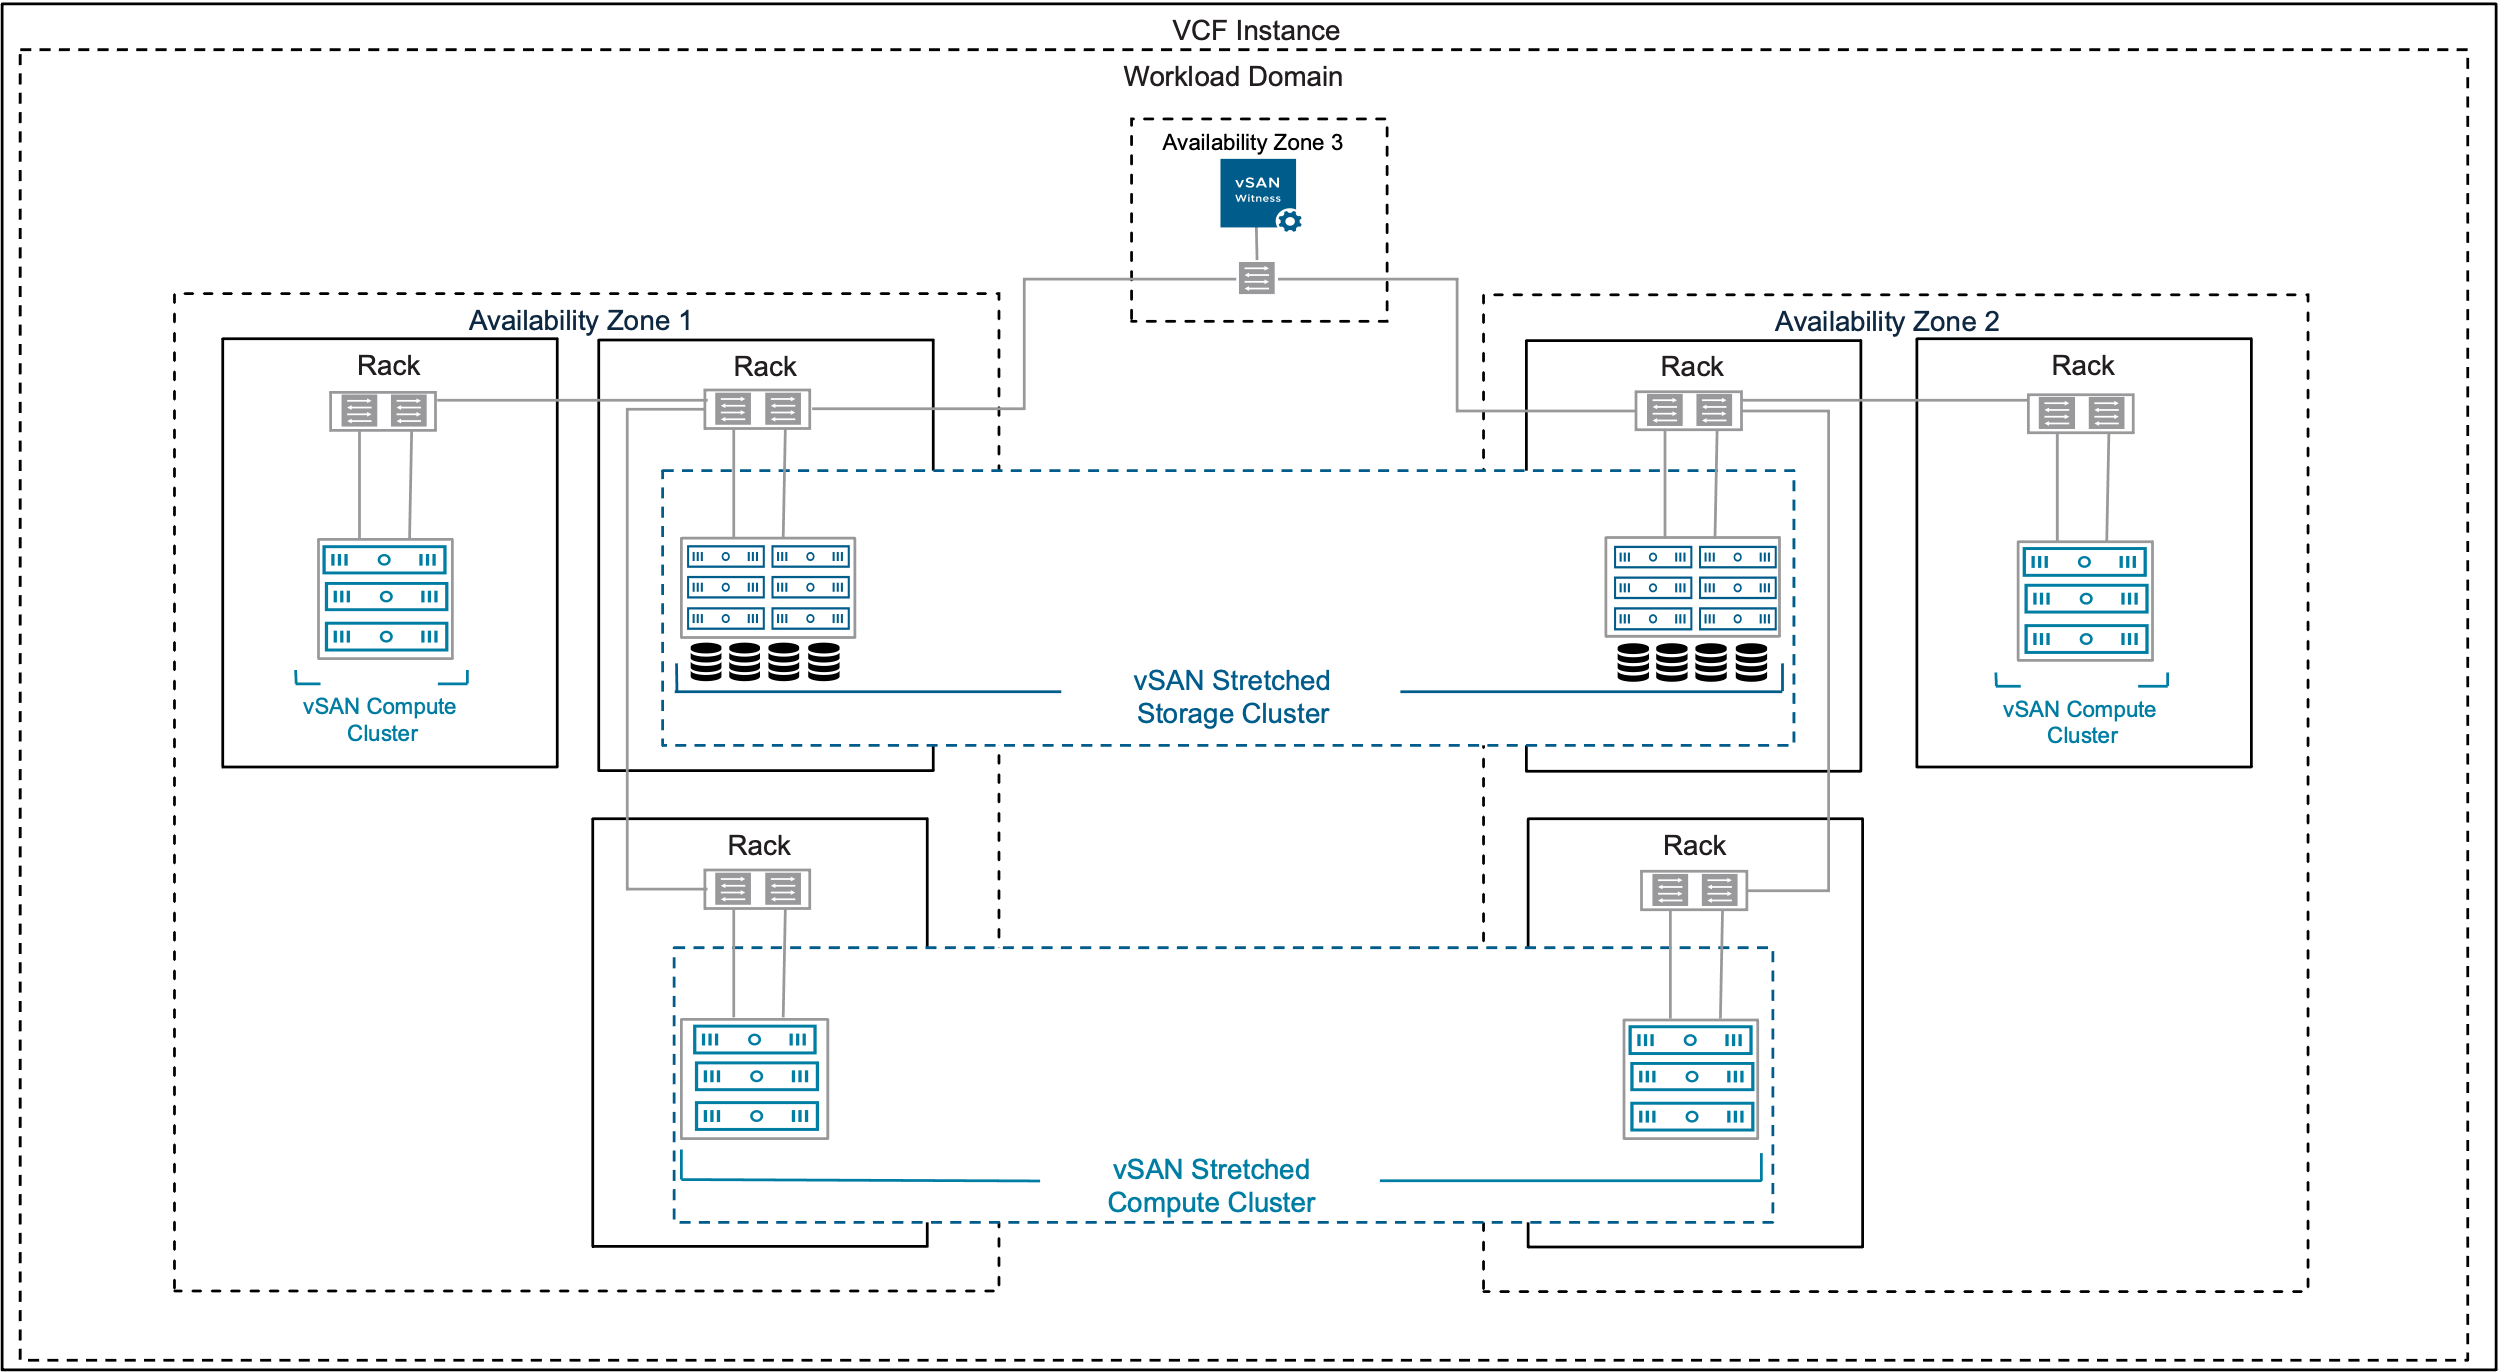 VCF Instance
Workload Domain
Availability Zone 3
vSAN
Witness
Availability Zone 1
Availability Zone 2
Rack
Rack
Rack
Rack
vSAN Compute
Cluster
vSAN Stretched
Storage Cluster
vSAN Compute
Cluster
Rack
Rack
vSAN Stretched
Compute Cluster